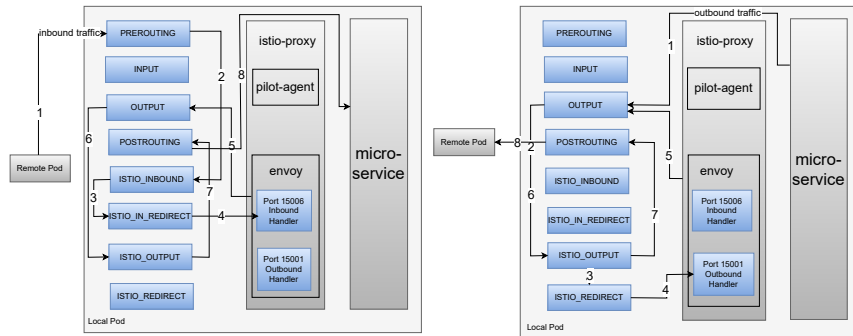 inbound traffic
1
PREROUTING
2
8
INPUT
OUTPUT
6
POSTROUTING
5
7
ISTIO_INBOUND
3
ISTIO_IN_REDIRECT
4
ISTIO_OUTPUT
ISTIO_REDIRECT
Remote Pod
Local Pod
istio-proxy
pilot-agent
envoy
Port 15006
Inbound
Handler
Port 15001
Outbound
Handler
micro-
service
outbound traffic
1
PREROUTING
INPUT
OUTPUT
2
8
POSTROUTING
Remote Pod
5
ISTIO_INBOUND
6
7
ISTIO_IN_REDIRECT
ISTIO_OUTPUT
3
ISTIO_REDIRECT
4
Local Pod
istio-proxy
pilot-agent
envoy
Port 15006
Inbound
Handler
Port 15001
Outbound
Handler
micro-
service